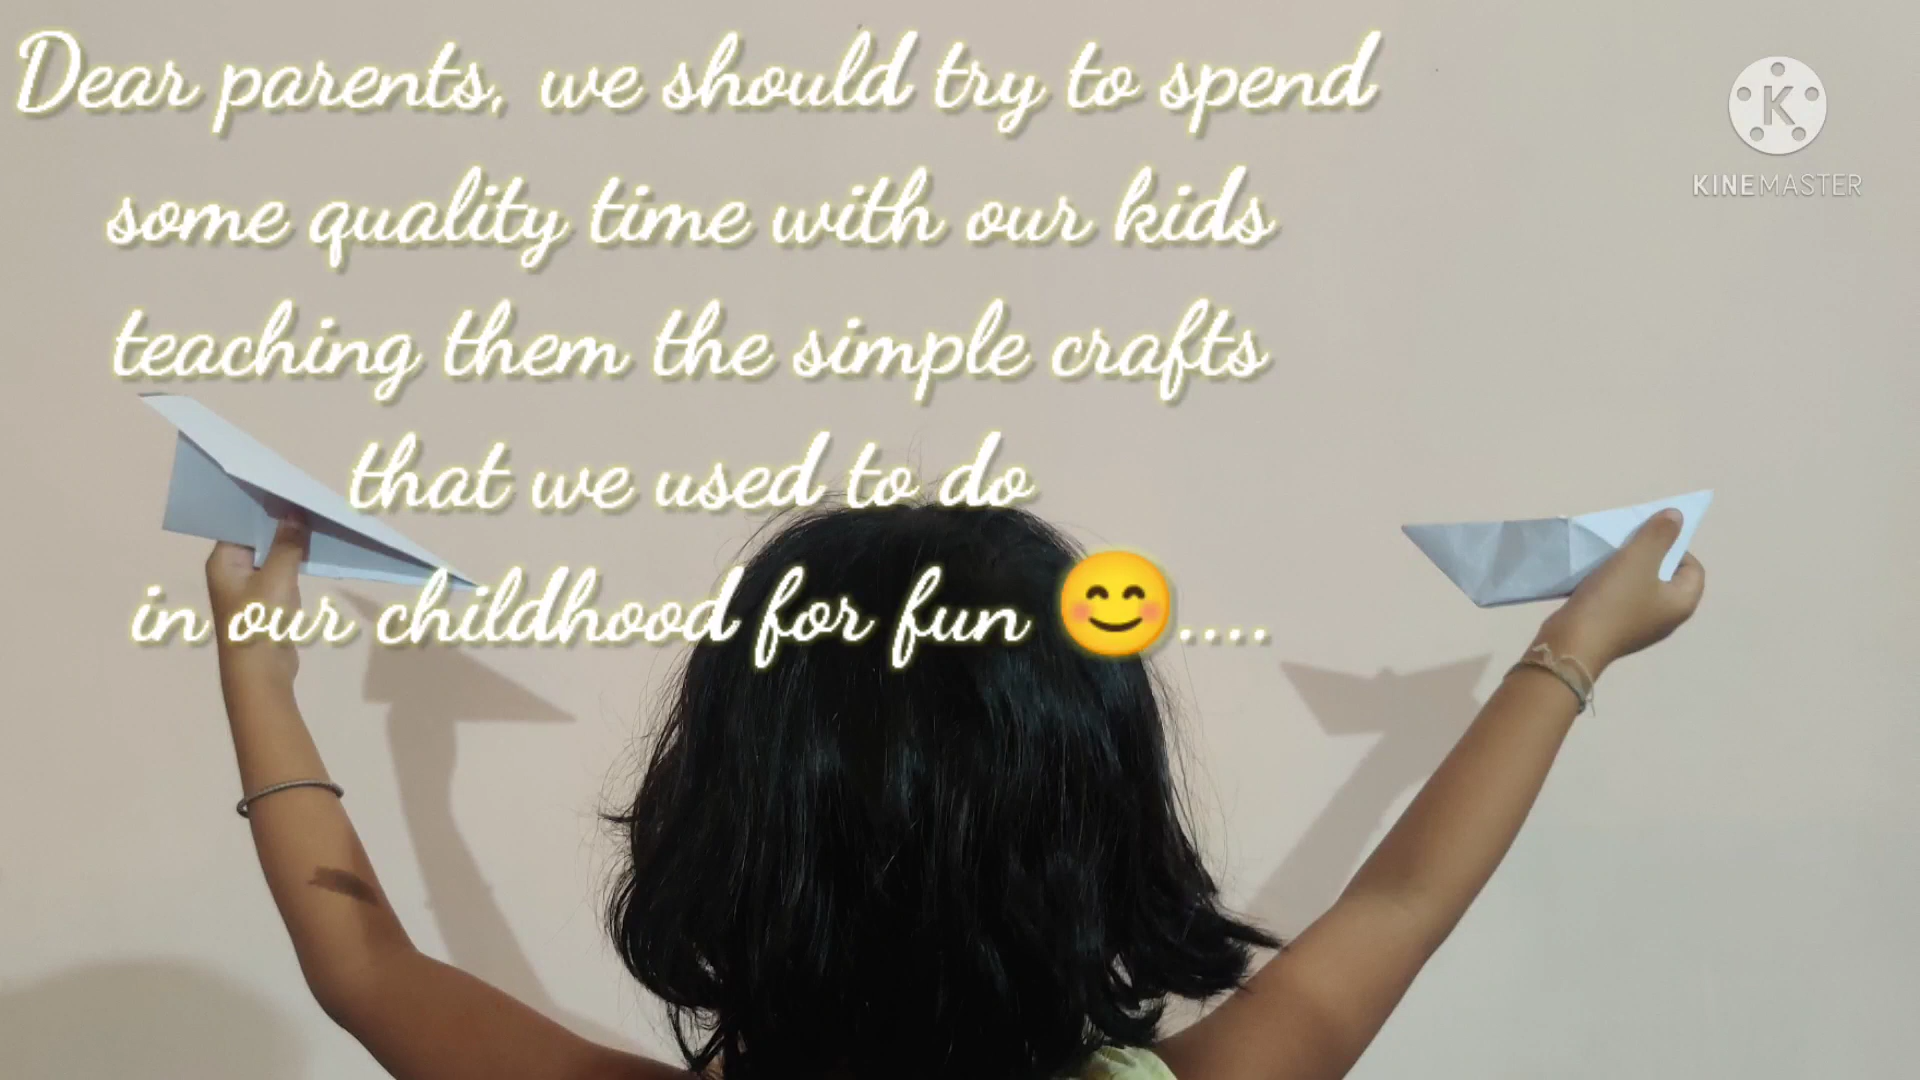 Dear parents, we should try to spend
some quality time with our kids
teaching them the simple crafts
that we used to do
in our childhood for fun 😊....
K
KINEMASTER